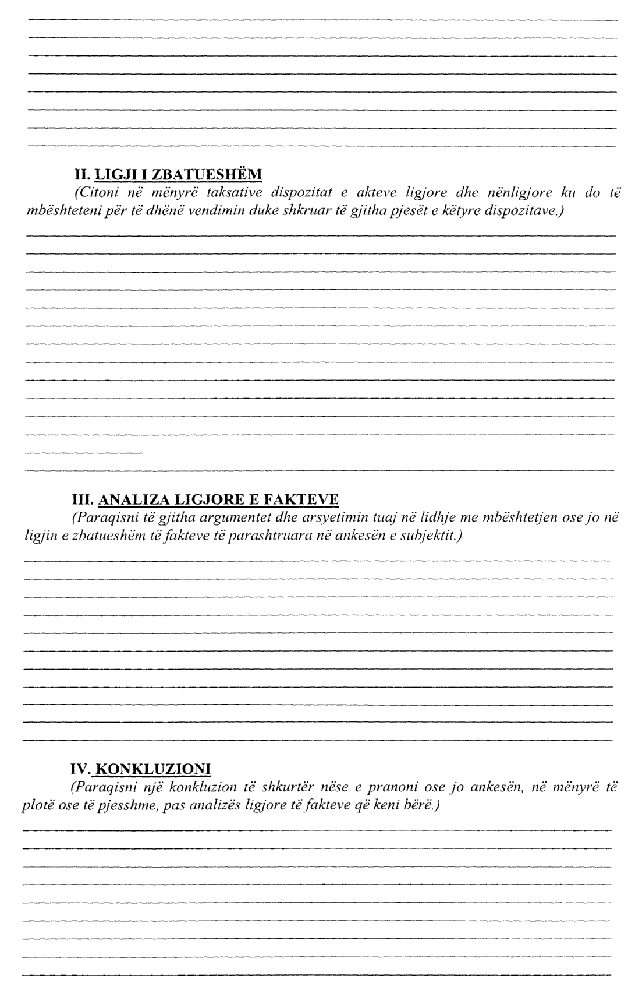 II. LIGJI I ZBATUESHËM
(Citoni në mënyrë taksative dispozitat e akteve ligjore dhe nënligjore ku do të
mbështeteni për të dhënë vendimin duke shkruar të gjitha pjesët e këtyre dispozitave.)
III. ANALIZA LIGJORE E FAKTEVE
(Paraqisni të gjitha argumentet dhe arsyetimin tuaj në lidhje me mbështetjen ose jo në
ligjin e zbatueshëm të fakteve të parashtruara në ankesën e subjektit.)
IV. KONKLUZIONI
(Paraqisni një konkluzion të shkurtër nëse e pranoni ose jo ankesën, në mënyrë të
plotë ose të pjesshme, pas analizës ligjore të fakteve që keni bërë.)